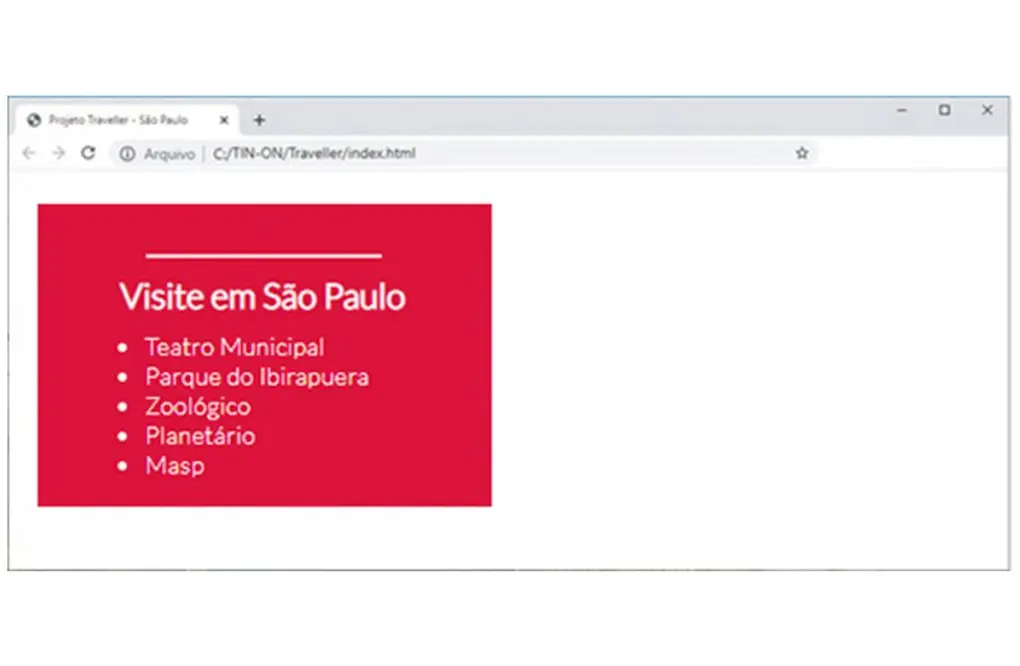 Projeto Traveller - São Paulo
Arquivo | C:/TIN-ON/Traveller/index.html
Visite em São Paulo
• Teatro Municipal
• Parque do Ibirapuera
• Zoológico
• Planetário
• Masp